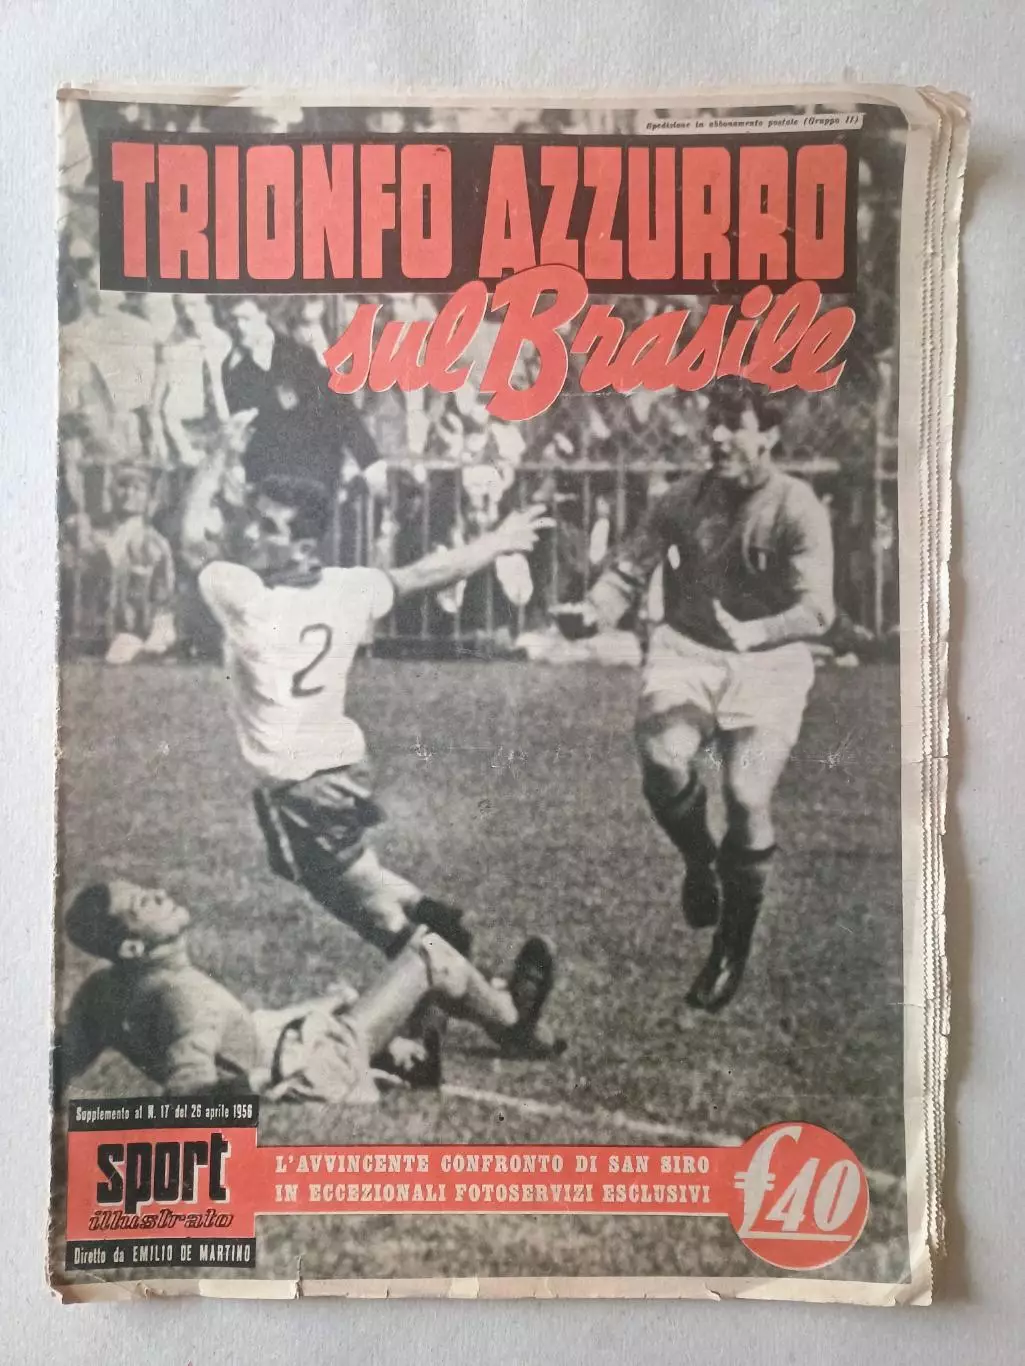 Spedizione in abbonamento postale (Gruppo II)
TRIONFO AZZURRO
sul Brasile
2
Supplemento al N. 17 del 26 aprile 1956
sport
illustrato
Diretto da EMILIO DE MARTINO
L'AVVINCENTE CONFRONTO DI SAN SIRO
IN ECCEZIONALI FOTOSERVIZI ESCLUSIVI
£40